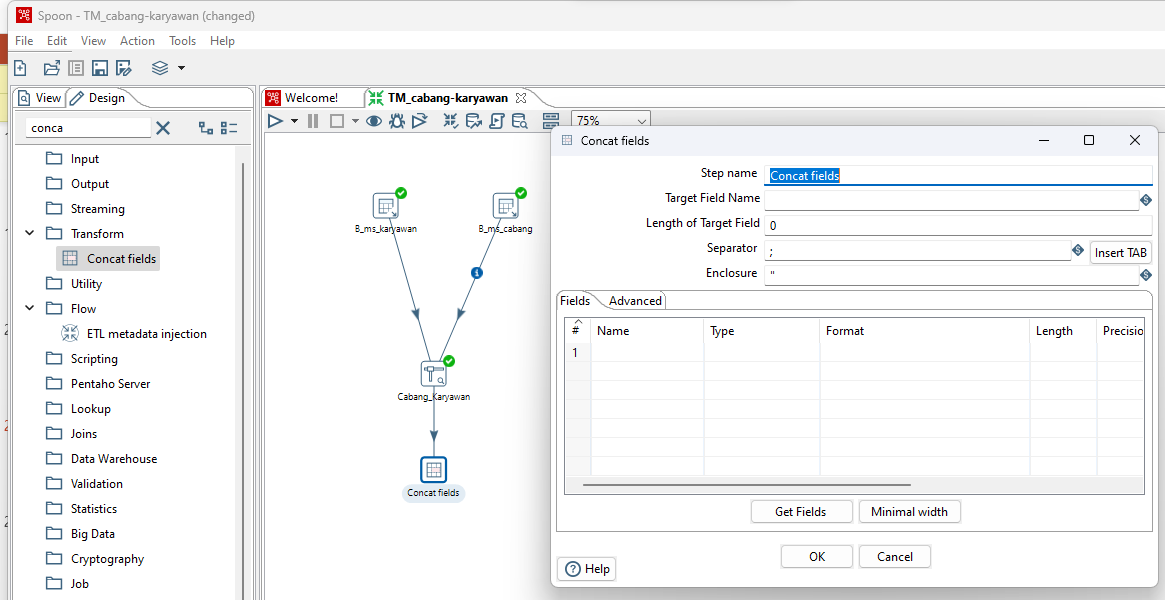 Spoon - TM_cabang-karyawan (changed)
File Edit View Action Tools Help
View Design
conca
Input
Output
Streaming
Transform
Concat fields
Utility
Flow
ETL metadata injection
Scripting
Pentaho Server
Lookup
Joins
Data Warehouse
Validation
Statistics
Big Data
Cryptography
Job
Welcome! TM_cabang-karyawan
75%
B_ms_karyawan B_ms_cabang
Cabang_Karyawan
Concat fields
Concat fields
Step name Concat fields
Target Field Name
Length of Target Field 0
Separator ; Insert TAB
Enclosure "
Fields Advanced
# Name Type Format Length Precisio
1
Get Fields Minimal width
OK Cancel
Help